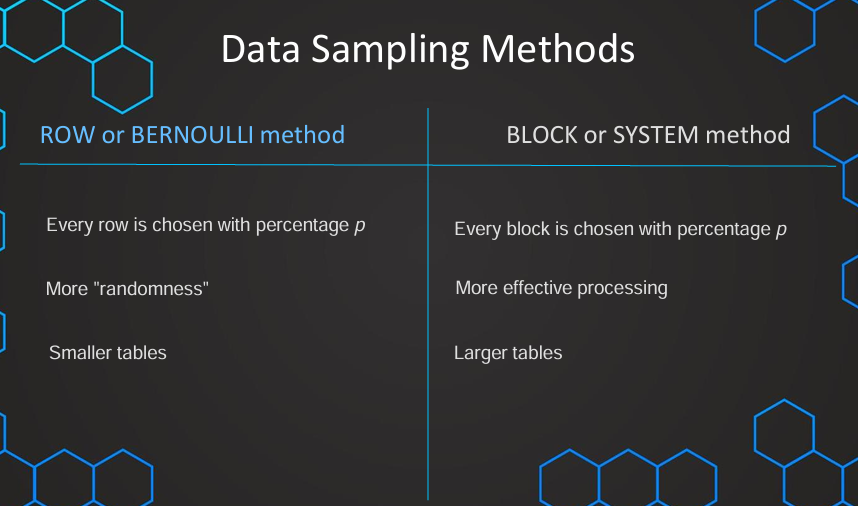 Data Sampling Methods
ROW or BERNOULLI method
Every row is chosen with percentage p
More "randomness"
Smaller tables
BLOCK or SYSTEM method
Every block is chosen with percentage p
More effective processing
Larger tables